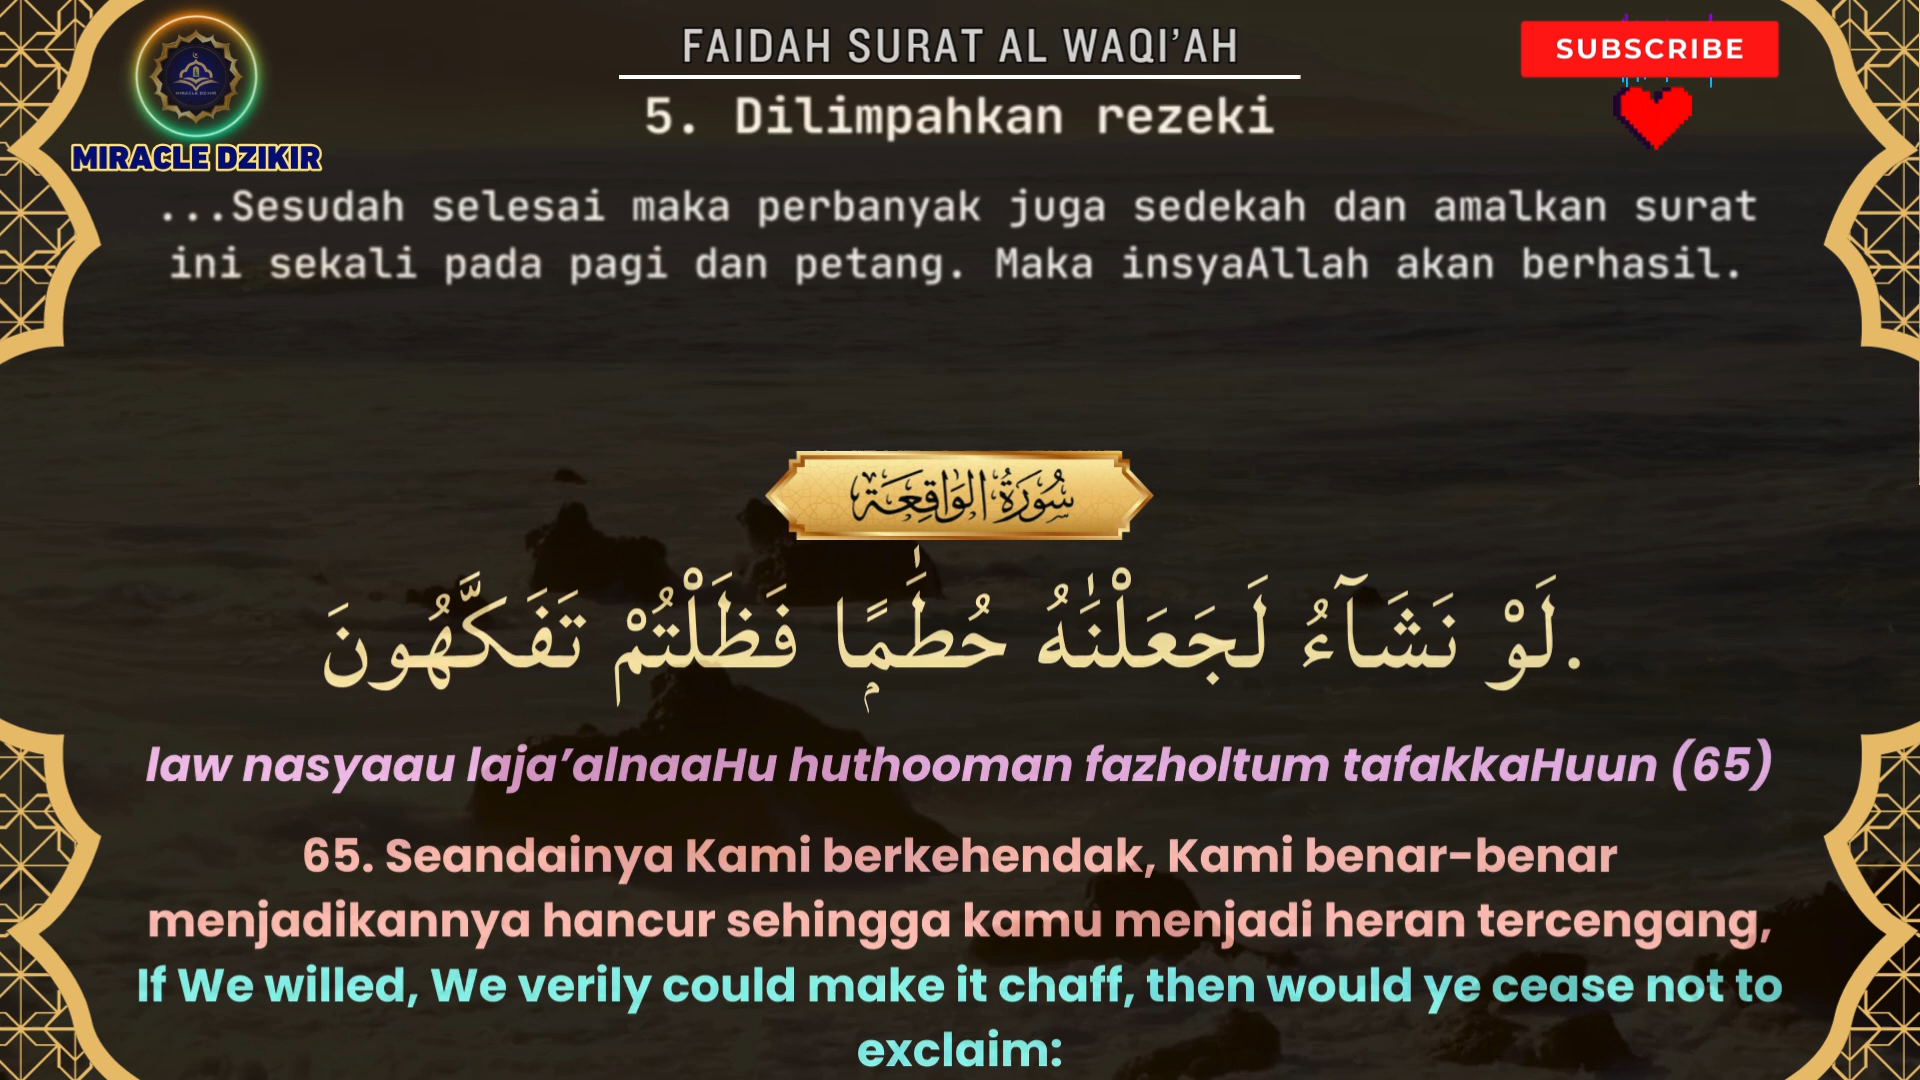 FAIDAH SURAT AL WAQI’AH
SUBSCRIBE
5. Dilimpahkan rezeki
MIRACLE DZIKIR
...Sesudah selesai maka perbanyak juga sedekah dan amalkan surat
ini sekali pada pagi dan petang. Maka insyaAllah akan berhasil.
سُورَةُ الوَاقِعَة
.لَوْ نَشَآءُ لَجَعَلْنَٰهُ حُطَٰمًۭا فَظَلْتُمْ تَفَكَّهُونَ
law nasyaau laja’alnaaHu huthooman fazholtum tafakkaHuun (65)
65. Seandainya Kami berkehendak, Kami benar-benar
menjadikannya hancur sehingga kamu menjadi heran tercengang,
If We willed, We verily could make it chaff, then would ye cease not to
exclaim: